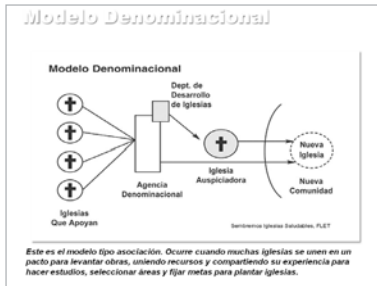 Modelo Denominacional
Modelo Denominacional
Dept. de
Desarrollo
de Iglesias
Agencia
Denominacional
Iglesia
Auspiciadora
Nueva
Iglesia
Nueva
Comunidad
Iglesias
Que Apoyan
Sembremos Iglesias Saludables, FLET
Este es el modelo tipo asociación. Ocurre cuando muchas iglesias se unen en un
pacto para levantar obras, uniendo recursos y compartiendo su experiencia para
hacer estudios, seleccionar áreas y fijar metas para plantar iglesias.